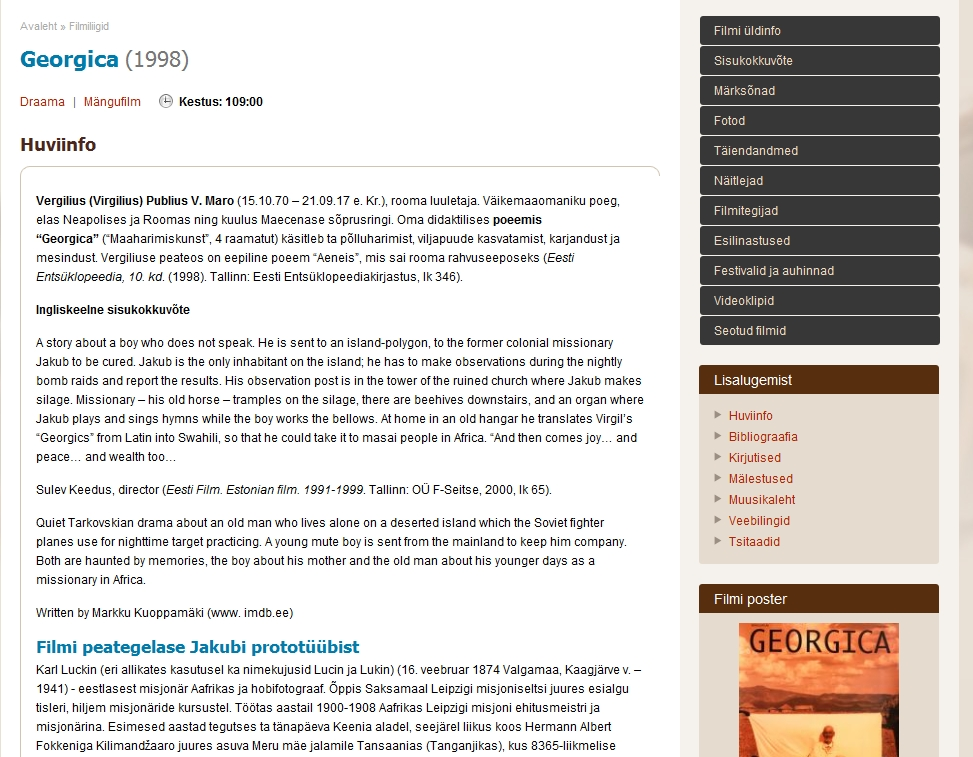 Avaleht » Filmiliigid
Georgica (1998)
Draama | Mängufilm Kestus: 109:00
Huviinfo
Vergilius (Virgilius) Publius V. Maro (15.10.70 – 21.09.17 e. Kr.), rooma luuletaja. Väikemaaomaniku poeg,
elas Neapolises ja Roomas ning kuulus Maecenase sõprusringi. Oma didaktilises poeemis
“Georgica” (“Maaharimiskunst”, 4 raamatut) käsitleb ta põlluharimist, viljapuude kasvatamist, karjandust ja
mesindust. Vergiliuse peateos on eepiline poeem “Aeneis”, mis sai rooma rahvuseeposeks (Eesti
Entsüklopeedia, 10. kd. (1998). Tallinn: Eesti Entsüklopeediakirjastus, lk 346).
Ingliskeelne sisukokkuvõte
A story about a boy who does not speak. He is sent to an island-polygon, to the former colonial missionary
Jakub to be cured. Jakub is the only inhabitant on the island; he has to make observations during the nightly
bomb raids and report the results. His observation post is in the tower of the ruined church where Jakub makes
silage. Missionary – his old horse – tramples on the silage, there are beehives downstairs, and an organ where
Jakub plays and sings hymns while the boy works the bellows. At home in an old hangar he translates Virgil’s
“Georgics” from Latin into Swahili, so that he could take it to masai people in Africa. “And then comes joy… and
peace… and wealth too…
Sulev Keedus, director (Eesti Film. Estonian film. 1991-1999. Tallinn: OÜ F-Seitse, 2000, lk 65).
Quiet Tarkovskian drama about an old man who lives alone on a deserted island which the Soviet fighter
planes use for nighttime target practicing. A young mute boy is sent from the mainland to keep him company.
Both are haunted by memories, the boy about his mother and the old man about his younger days as a
missionary in Africa.
Written by Markku Kuoppamäki (www. imdb.ee)
Filmi peategelase Jakubi prototüübist
Karl Luckin (eri allikates kasutusel ka nimekujusid Lucin ja Lukin) (16. veebruar 1874 Valgamaa, Kaagjärve v. –
1941) - eestlasest misjonär Aafrikas ja hobifotograaf. Õppis Saksamaal Leipzigi misjoniseltsi juures esialgu
tisleri, hiljem misjonäride kursustel. Töötas aastail 1900-1908 Aafrikas Leipzigi misjoni ehitusmeistri ja
misjonärina. Esimesed aastad tegutses ta tänapäeva Keenia aladel, seejärel liikus koos Hermann Albert
Fokkeniga Kilimandžaaro juures asuva Meru mäe jalamile Tansaanias (Tanganjikas), kus 8365-liikmelise
Filmi üldinfo
Sisukokkuvõte
Märksõnad
Fotod
Täiendandmed
Näitlejad
Filmitegijad
Esilinastused
Festivalid ja auhinnad
Videoklipid
Seotud filmid
Lisalugemist
Huviinfo
Bibliograafia
Kirjutised
Mälestused
Muusikaleht
Veebilingid
Tsitaadid
Filmi poster
GEORGICA